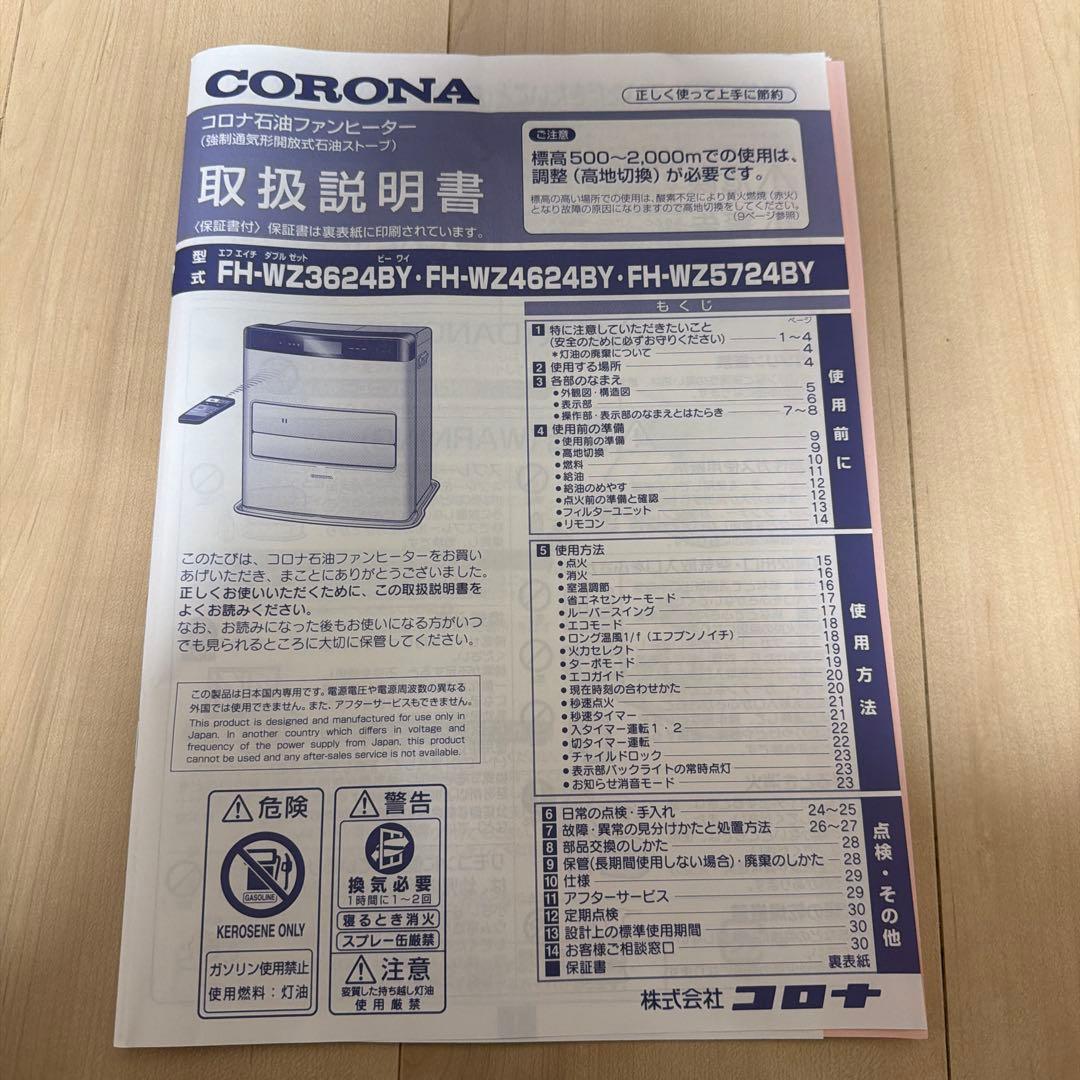 CORONA
正しく使って上手に節約
コロナ石油ファンヒーター
(強制通気形開放式石油ストーブ)
取扱説明書
〈保証書付〉保証書は裏表紙に印刷されています。
ご注意
標高500〜2,000mでの使用は、
調整(高地切換)が必要です。
標高の高い場所での使用は、酸素不足により黄火燃焼(赤火)
となり故障の原因になりますので高地切換をしてください。
(9ページ参照)
型式
エフ エイチ ダブル ゼット ビー ワイ
FH-WZ3624BY・FH-WZ4624BY・FH-WZ5724BY
もくじ
ページ
1 特に注意していただきたいこと
(安全のために必ずお守りください) 1〜4
*灯油の廃棄について 4
2 使用する場所 4
3 各部のなまえ
●外観図・構造図 5
●表示部 6
●操作部・表示部のなまえとはたらき 7〜8
4 使用前の準備
●使用前の準備 9
●高地切換 9
●燃料 10
●給油 11
●給油のめやす 12
●点火前の準備と確認 12
●フィルターユニット 13
●リモコン 14
使用前に
5 使用方法
●点火 15
●消火 16
●室温調節 16
●省エネセンサーモード 17
●ルーバースイング 17
●エコモード 18
●ロング温風1/f(エフブンノイチ) 18
●火力セレクト 19
●ターボモード 19
●エコガイド 20
●現在時刻の合わせかた 20
●秒速点火 21
●秒速タイマー 21
●入タイマー運転1・2 22
●切タイマー運転 22
●チャイルドロック 23
●表示部バックライトの常時点灯 23
●お知らせ消音モード 23
使用方法
6 日常の点検・手入れ 24〜25
7 故障・異常の見分けかたと処置方法 26〜27
8 部品交換のしかた 28
9 保管(長期間使用しない場合)・廃棄のしかた 28
10 仕様 29
11 アフターサービス 29
12 定期点検 30
13 設計上の標準使用期間 30
14 お客様ご相談窓口 30
保証書 裏表紙
点検・その他
このたびは、コロナ石油ファンヒーターをお買い
あげいただき、まことにありがとうございました。
正しくお使いいただくために、この取扱説明書を
よくお読みください。
なお、お読みになった後もお使いになる方がいつ
でも見られるところに大切に保管してください。
この製品は日本国内専用です。電源電圧や電源周波数の異なる
外国では使用できません。また、アフターサービスもできません。
This product is designed and manufactured for use only in
Japan. In another country which differs in voltage and
frequency of the power supply from Japan, this product
cannot be used and any after-sales service is not available.
危険
GASOLINE
KEROSENE ONLY
ガソリン使用禁止
使用燃料:灯油
警告
換気必要
1時間に1〜2回
寝るとき消火
スプレー缶厳禁
注意
変質した持ち越し灯油
使用厳禁
株式会社 コロナ